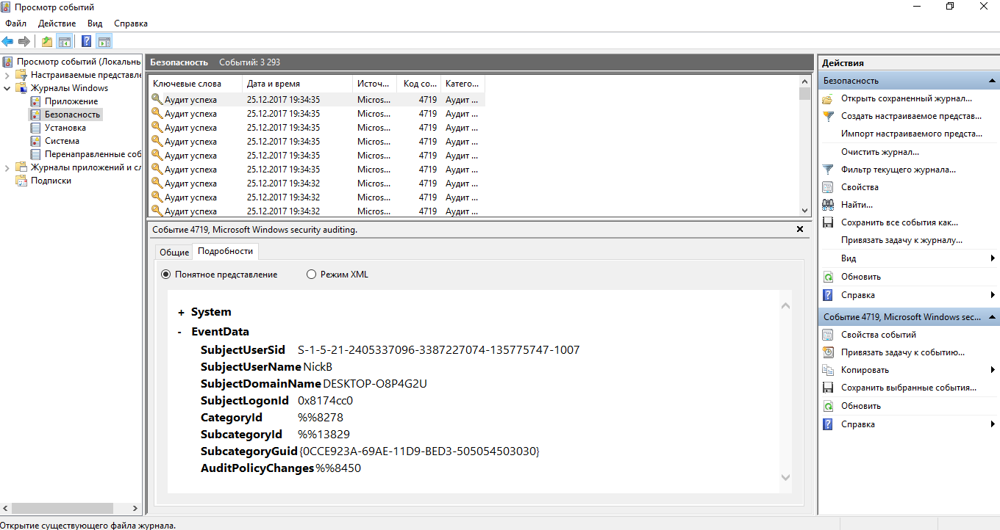 Просмотр событий
Файл Действие Вид Справка
Просмотр событий (Локальнь
Настраиваемые представле
Журналы Windows
Приложение
Безопасность
Установка
Система
Перенаправленные соб
Журналы приложений и сл
Подписки
Безопасность Событий: 3 293
Ключевые слова Дата и время Источ... Код со... Катего...
Аудит успеха 25.12.2017 19:34:35 Micros... 4719 Аудит ...
Аудит успеха 25.12.2017 19:34:35 Micros... 4719 Аудит ...
Аудит успеха 25.12.2017 19:34:35 Micros... 4719 Аудит ...
Аудит успеха 25.12.2017 19:34:35 Micros... 4719 Аудит ...
Аудит успеха 25.12.2017 19:34:35 Micros... 4719 Аудит ...
Аудит успеха 25.12.2017 19:34:35 Micros... 4719 Аудит ...
Аудит успеха 25.12.2017 19:34:32 Micros... 4719 Аудит ...
Аудит успеха 25.12.2017 19:34:32 Micros... 4719 Аудит ...
Аудит успеха 25.12.2017 19:34:32 Micros... 4719 Аудит ...
Событие 4719, Microsoft Windows security auditing.
Общие Подробности
Понятное представление Режим XML
+ System
- EventData
SubjectUserSid S-1-5-21-2405337096-3387227074-135775747-1007
SubjectUserName NickB
SubjectDomainName DESKTOP-O8P4G2U
SubjectLogonId 0x8174cc0
CategoryId %%8278
SubcategoryId %%13829
SubcategoryGuid {0CCE923A-69AE-11D9-BED3-505054503030}
AuditPolicyChanges %%8450
Действия
Безопасность
Открыть сохраненный журнал...
Создать настраиваемое представ...
Импорт настраиваемого предста...
Очистить журнал...
Фильтр текущего журнала...
Свойства
Найти...
Сохранить все события как...
Привязать задачу к журналу...
Вид
Обновить
Справка
Событие 4719, Microsoft Windows sec...
Свойства событий
Привязать задачу к событию...
Копировать
Сохранить выбранные события...
Обновить
Справка
Открытие существующего файла журнала.